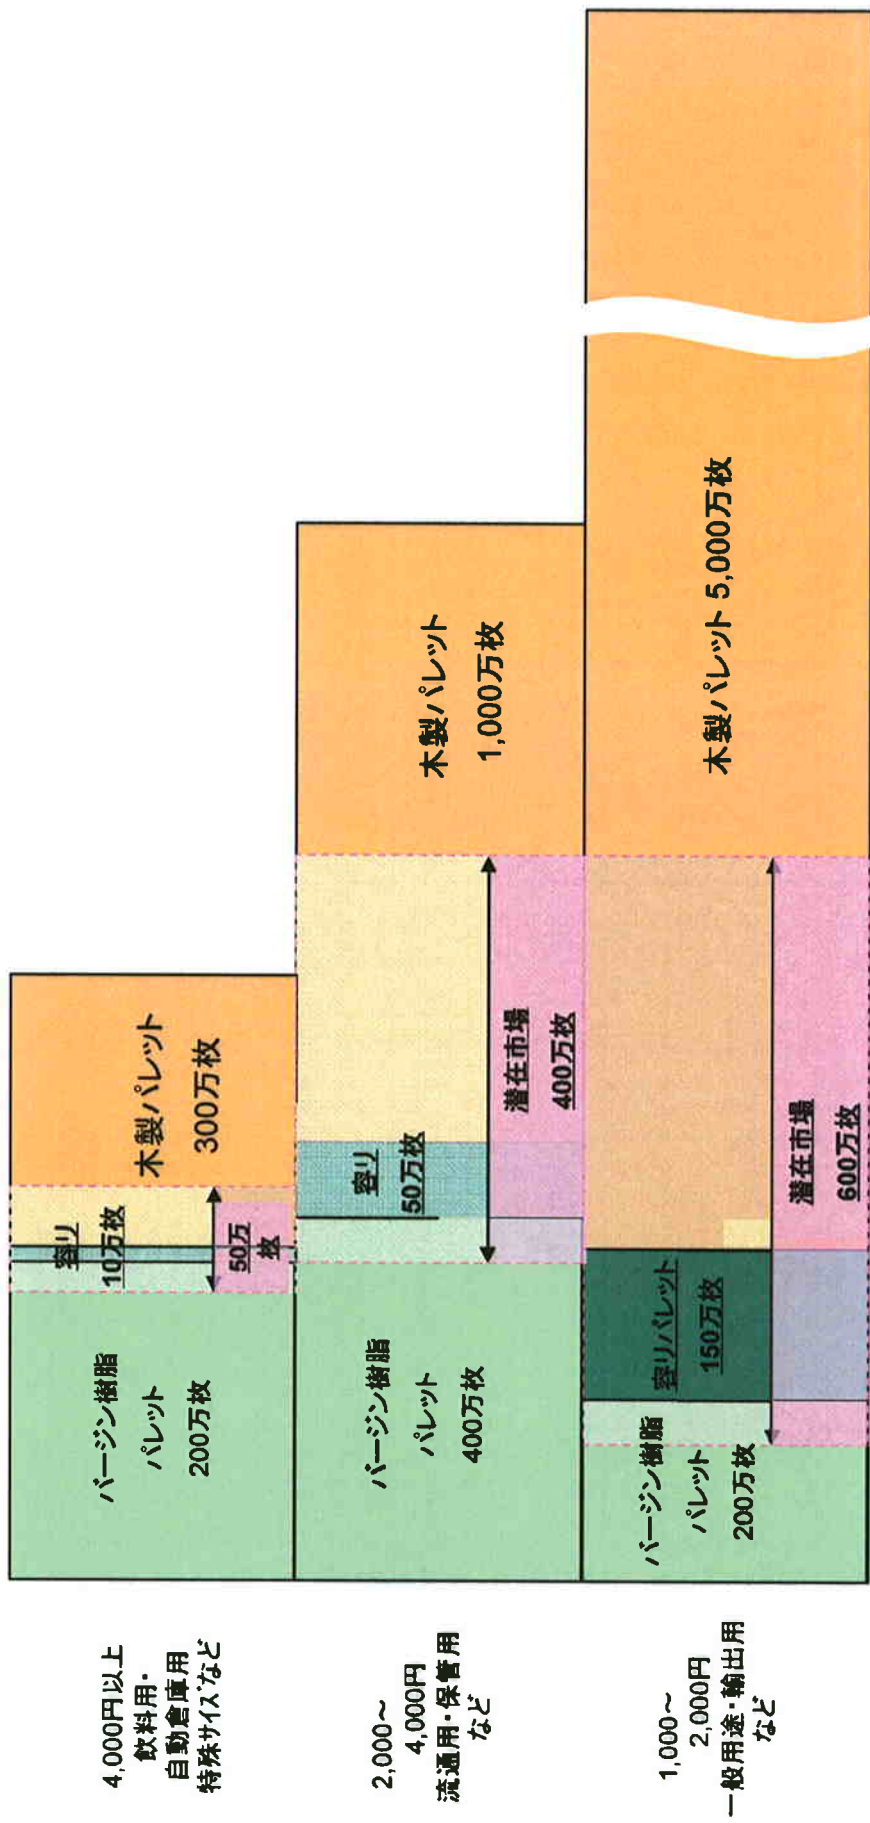 4,000円以上
飲料用・
自動倉庫用
特殊サイズなど
バージン樹脂
パレット
200万枚
容リ
10万枚
50万
枚
木製パレット
300万枚
2,000～
4,000円
流通用・保管用
など
バージン樹脂
パレット
400万枚
容リ
50万枚
潜在市場
400万枚
木製パレット
1,000万枚
1,000～
2,000円
一般用途・輸出用
など
バージン樹脂
パレット
200万枚
容リパレット
150万枚
潜在市場
600万枚
木製パレット 5,000万枚